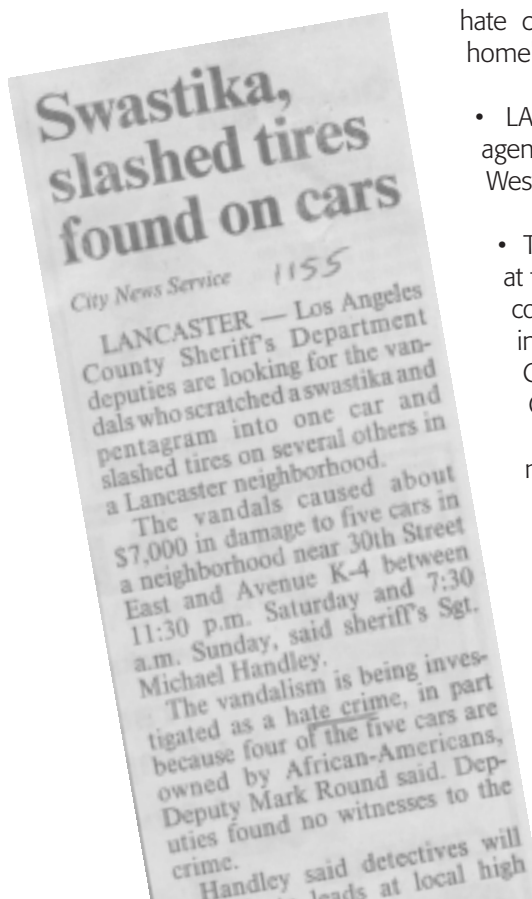 Swastika,
slashed tires
found on cars
City News Service 1155
LANCASTER — Los Angeles
County Sheriff's Department
deputies are looking for the van-
dals who scratched a swastika and
pentagram into one car and
slashed tires on several others in
a Lancaster neighborhood.
The vandals caused about
$7,000 in damage to five cars in
a neighborhood near 30th Street
East and Avenue K-4 between
11:30 p.m. Saturday and 7:30
a.m. Sunday, said sheriff's Sgt.
Michael Handley.
The vandalism is being inves-
tigated as a hate crime, in part
because four of the five cars are
owned by African-Americans,
Deputy Mark Round said. Dep-
uties found no witnesses to the
crime.
Handley said detectives will
leads at local high
hate
home
• LA
agen
Wes
• T
at
co
in